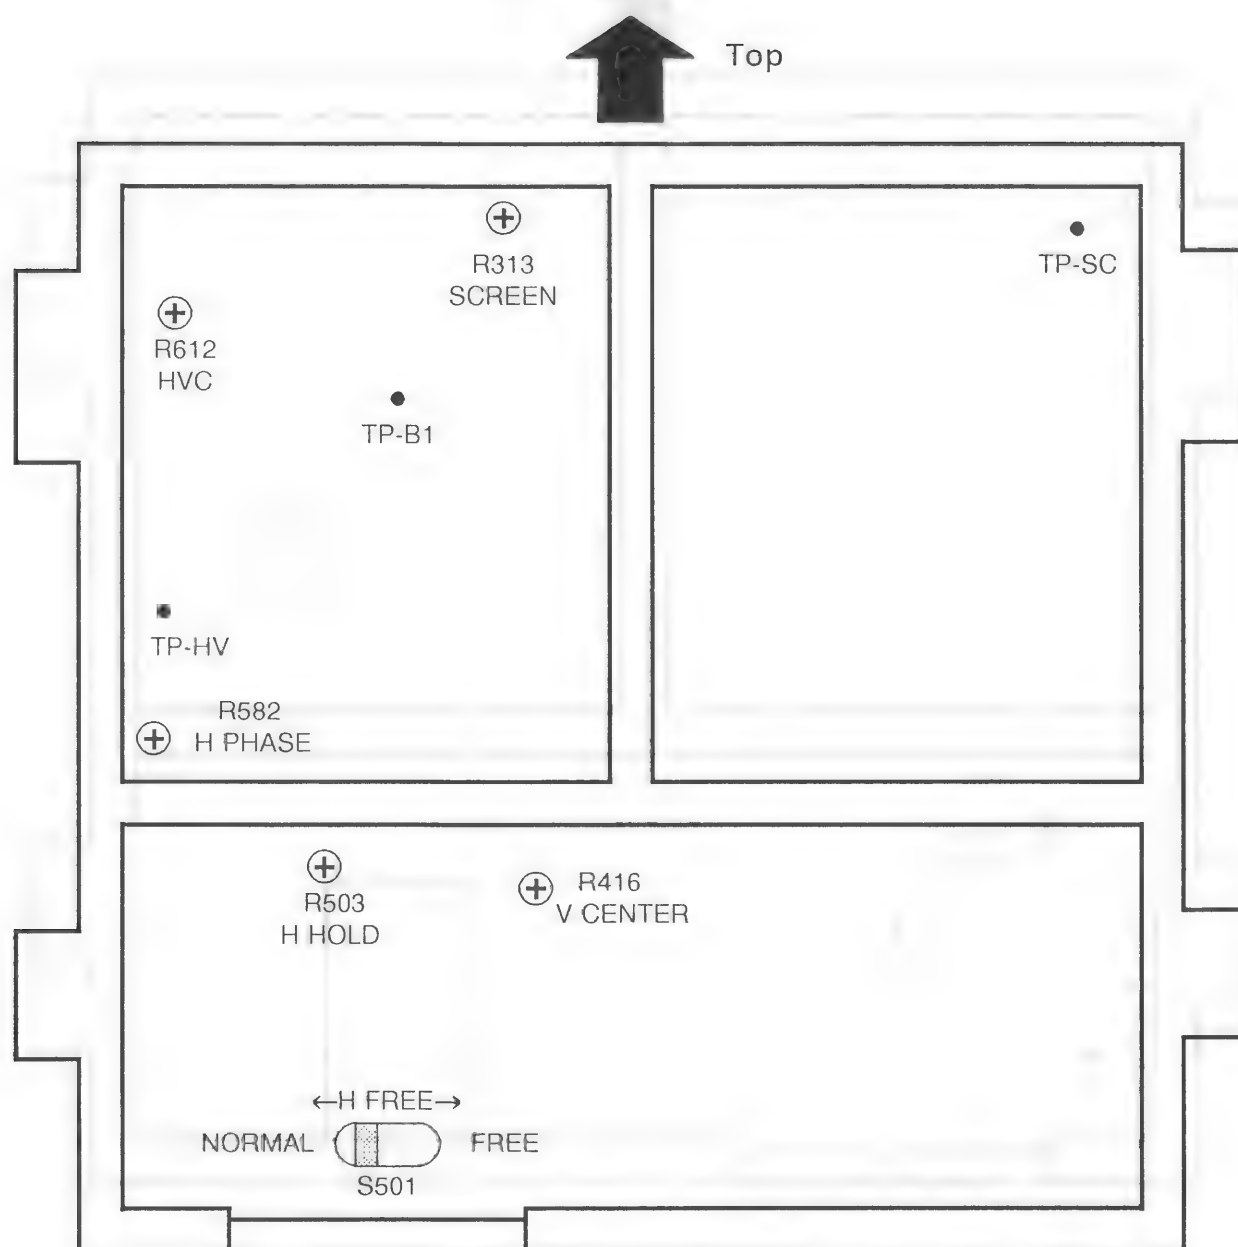 Top
R313
SCREEN
TP-SC
R612
HVC
TP-B1
TP-HV
R582
H PHASE
R503
H HOLD
R416
V CENTER
←H FREE→
NORMAL FREE
S501